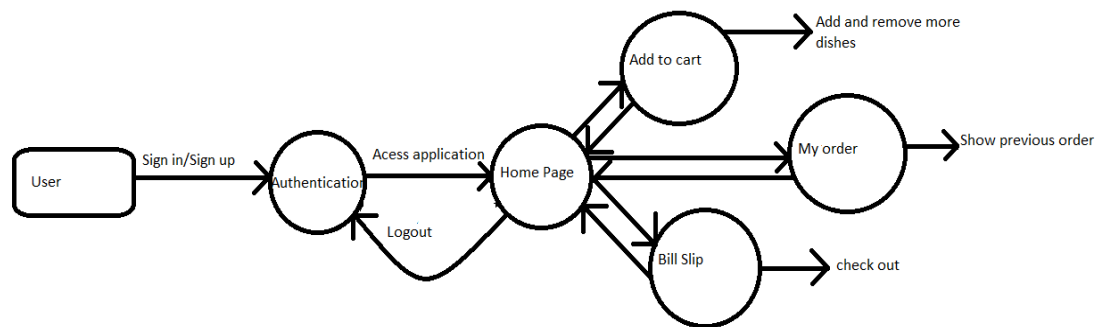 User
Sign in/Sign up
Authentication
Acess application
Logout
Home Page
Add to cart
Add and remove more
dishes
My order
Show previous order
Bill Slip
check out